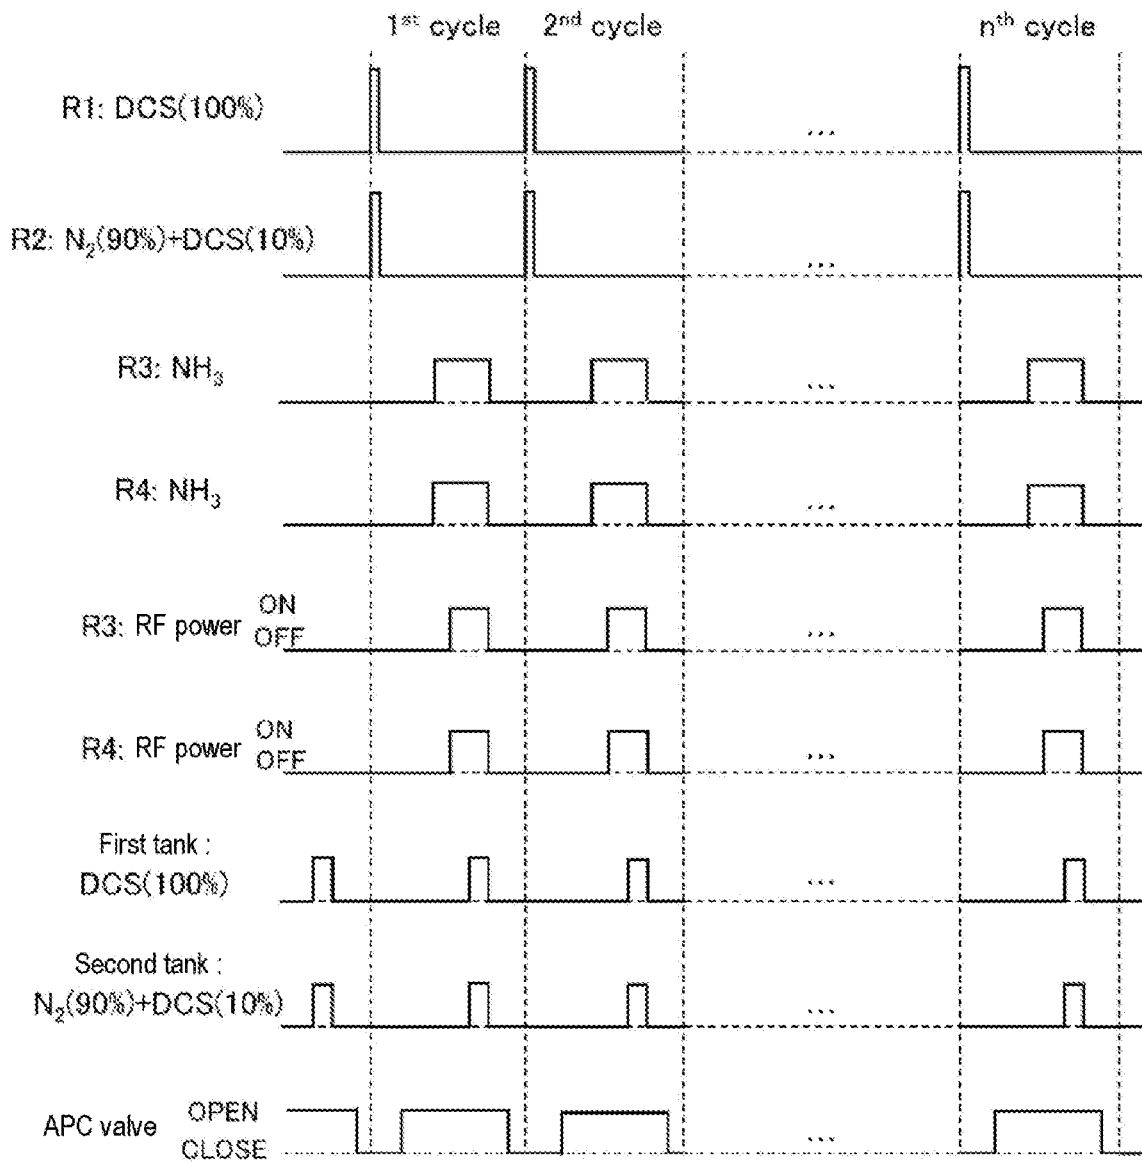 1st cycle 2nd cycle nth cycle
R1: DCS(100%)
...
R2: N2(90%)+DCS(10%)
...
R3: NH3
...
R4: NH3
...
R3: RF power ON
OFF
...
R4: RF power ON
OFF
...
First tank :
DCS(100%)
...
Second tank :
N2(90%)+DCS(10%)
...
APC valve OPEN
CLOSE
...